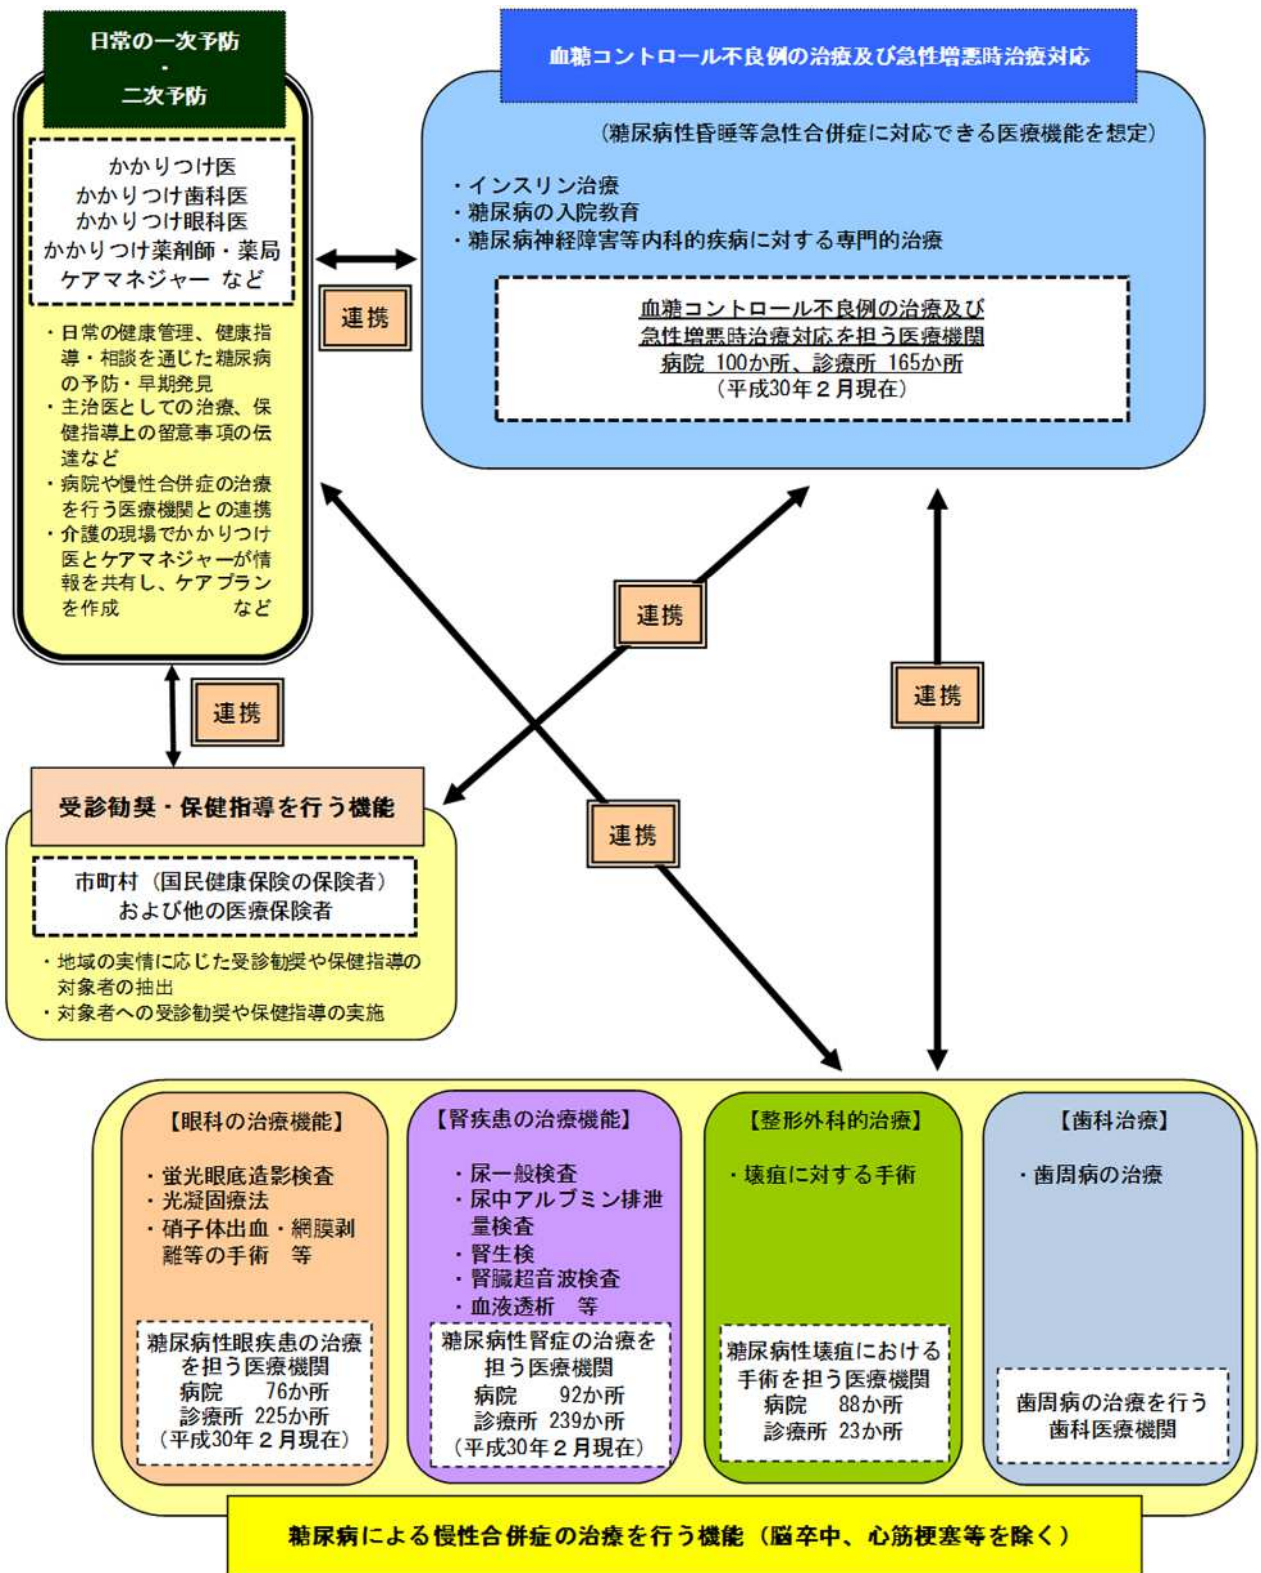 日常の一次予防
・
二次予防
かかりつけ医
かかりつけ歯科医
かかりつけ眼科医
かかりつけ薬剤師・薬局
ケアマネジャー など
・日常の健康管理、健康指
導・相談を通じた糖尿病
の予防・早期発見
・主治医としての治療、保
健指導上の留意事項の伝
達など
・病院や慢性合併症の治療
を行う医療機関との連携
・介護の現場でかかりつけ
医とケアマネジャーが情
報を共有し、ケアプラン
を作成 など
連携
血糖コントロール不良例の治療及び急性増悪時治療対応
(糖尿病性昏睡等急性合併症に対応できる医療機能を想定)
・インスリン治療
・糖尿病の入院教育
・糖尿病神経障害等内科的疾病に対する専門的治療
血糖コントロール不良例の治療及び
急性増悪時治療対応を担う医療機関
病院 100か所、診療所 165か所
(平成30年2月現在)
連携
連携
連携
連携
受診勧奨・保健指導を行う機能
市町村(国民健康保険の保険者)
および他の医療保険者
・地域の実情に応じた受診勧奨や保健指導の
対象者の抽出
・対象者への受診勧奨や保健指導の実施
【眼科の治療機能】
・蛍光眼底造影検査
・光凝固療法
・硝子体出血・網膜剥
離等の手術 等
糖尿病性眼疾患の治療
を担う医療機関
病院 76か所
診療所 225か所
(平成30年2月現在)
【腎疾患の治療機能】
・尿一般検査
・尿中アルブミン排泄
量検査
・腎生検
・腎臓超音波検査
・血液透析 等
糖尿病性腎症の治療を
担う医療機関
病院 92か所
診療所 239か所
(平成30年2月現在)
【整形外科的治療】
・壊疽に対する手術
糖尿病性壊疽における
手術を担う医療機関
病院 88か所
診療所 23か所
【歯科治療】
・歯周病の治療
歯周病の治療を行う
歯科医療機関
糖尿病による慢性合併症の治療を行う機能(脳卒中、心筋梗塞等を除く)